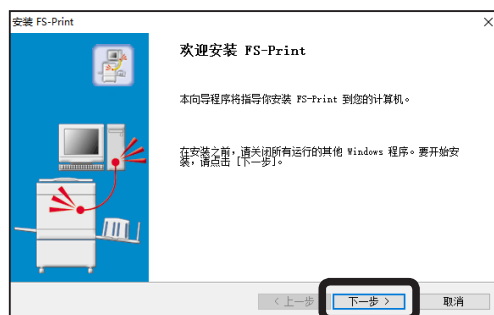 安装 FS-Print
欢迎安装 FS-Print
本向导程序将指导你安装 FS-Print 到您的计算机。
在安装之前，请关闭所有运行的其他 Windows 程序。要开始安
装，请点击 [下一步]。
< 上一步
下一步 >
取消